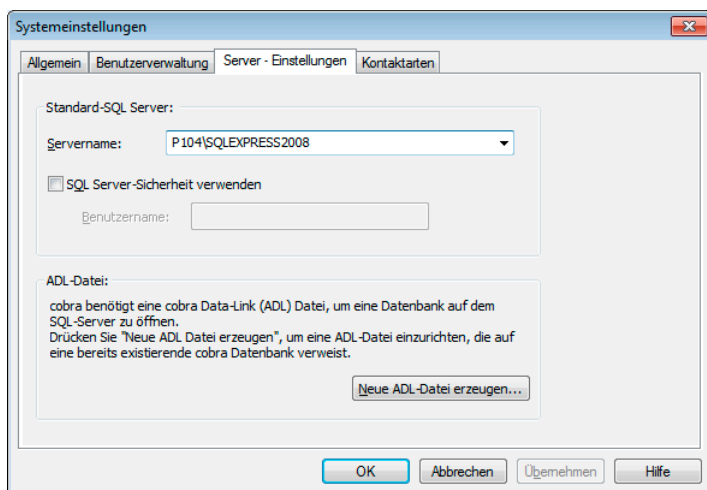 Systemeinstellungen
Allgemein Benutzerverwaltung Server - Einstellungen Kontaktarten
Standard-SQL Server:
Servername: P104\SQLEXPRESS2008
SQL Server-Sicherheit verwenden
Benutzername:
ADL-Datei:
cobra benötigt eine cobra Data-Link (ADL) Datei, um eine Datenbank auf dem
SQL-Server zu öffnen.
Drücken Sie "Neue ADL Datei erzeugen", um eine ADL-Datei einzurichten, die auf
eine bereits existierende cobra Datenbank verweist.
Neue ADL-Datei erzeugen...
OK Abbrechen Übernehmen Hilfe